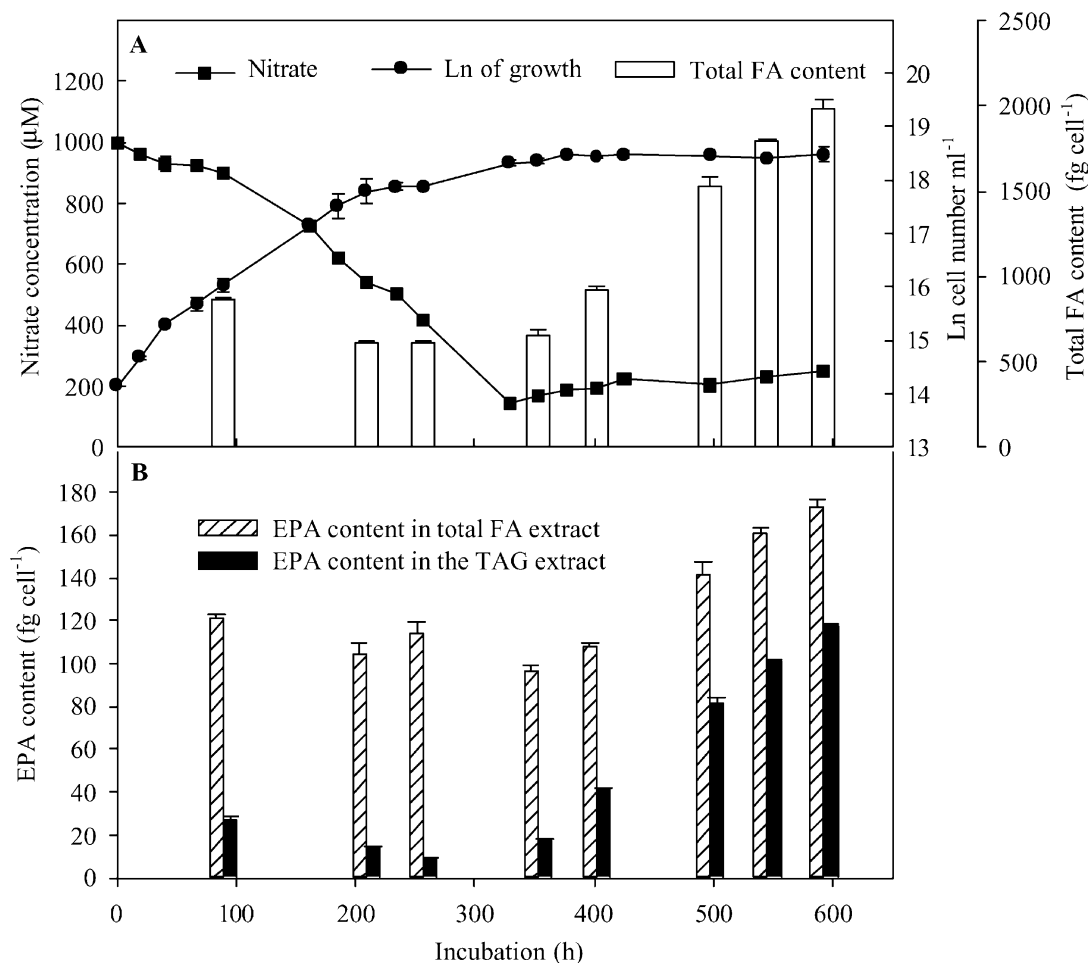 A
Nitrate
Ln of growth
Total FA content
Nitrate concentration (μM)
1200
1000
800
600
400
200
0
20
19
18
17
16
15
14
13
Ln cell number ml-1
2500
2000
1500
1000
500
0
Total FA content (fg cell-1)
B
EPA content in total FA extract
EPA content in the TAG extract
EPA content (fg cell-1)
180
160
140
120
100
80
60
40
20
0
0 100 200 300 400 500 600
Incubation (h)